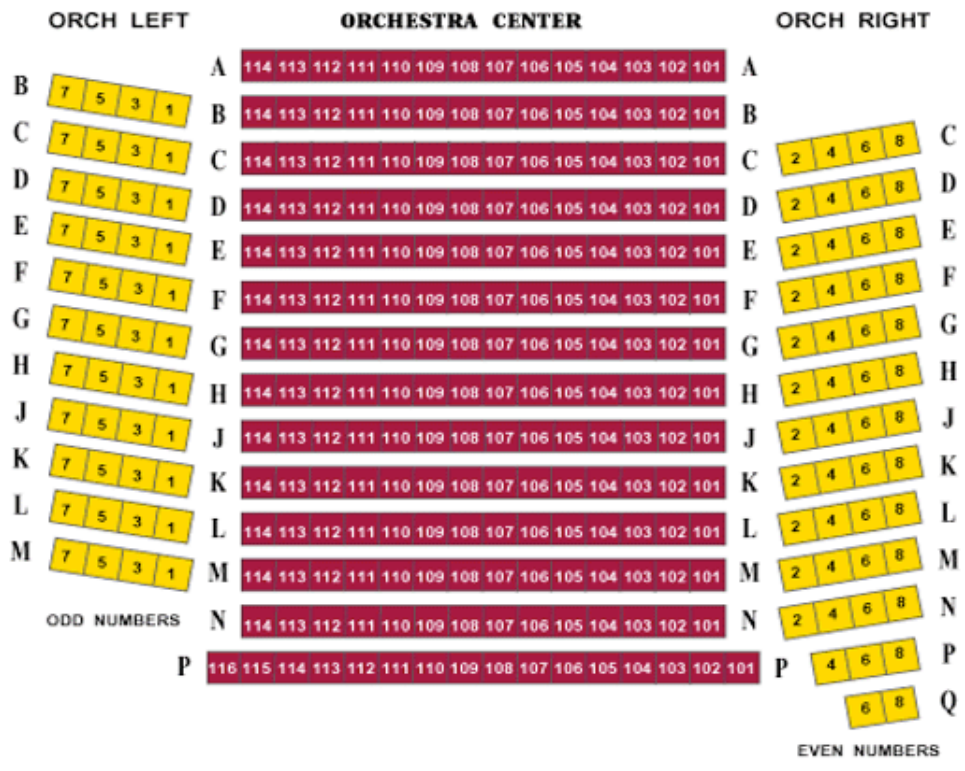 ORCH LEFT ORCHESTRA CENTER ORCH RIGHT
A 114 113 112 111 110 109 108 107 106 105 104 103 102 101 A
B 7 5 3 1 B 114 113 112 111 110 109 108 107 106 105 104 103 102 101 B
C 7 5 3 1 C 114 113 112 111 110 109 108 107 106 105 104 103 102 101 C 2 4 6 8 C
D 7 5 3 1 D 114 113 112 111 110 109 108 107 106 105 104 103 102 101 D 2 4 6 8 D
E 7 5 3 1 E 114 113 112 111 110 109 108 107 106 105 104 103 102 101 E 2 4 6 8 E
F 7 5 3 1 F 114 113 112 111 110 109 108 107 106 105 104 103 102 101 F 2 4 6 8 F
G 7 5 3 1 G 114 113 112 111 110 109 108 107 106 105 104 103 102 101 G 2 4 6 8 G
H 7 5 3 1 H 114 113 112 111 110 109 108 107 106 105 104 103 102 101 H 2 4 6 8 H
J 7 5 3 1 J 114 113 112 111 110 109 108 107 106 105 104 103 102 101 J 2 4 6 8 J
K 7 5 3 1 K 114 113 112 111 110 109 108 107 106 105 104 103 102 101 K 2 4 6 8 K
L 7 5 3 1 L 114 113 112 111 110 109 108 107 106 105 104 103 102 101 L 2 4 6 8 L
M 7 5 3 1 M 114 113 112 111 110 109 108 107 106 105 104 103 102 101 M 2 4 6 8 M
ODD NUMBERS N 114 113 112 111 110 109 108 107 106 105 104 103 102 101 N 2 4 6 8 N
P 116 115 114 113 112 111 110 109 108 107 106 105 104 103 102 101 P 4 6 8 P
6 8 Q
EVEN NUMBERS